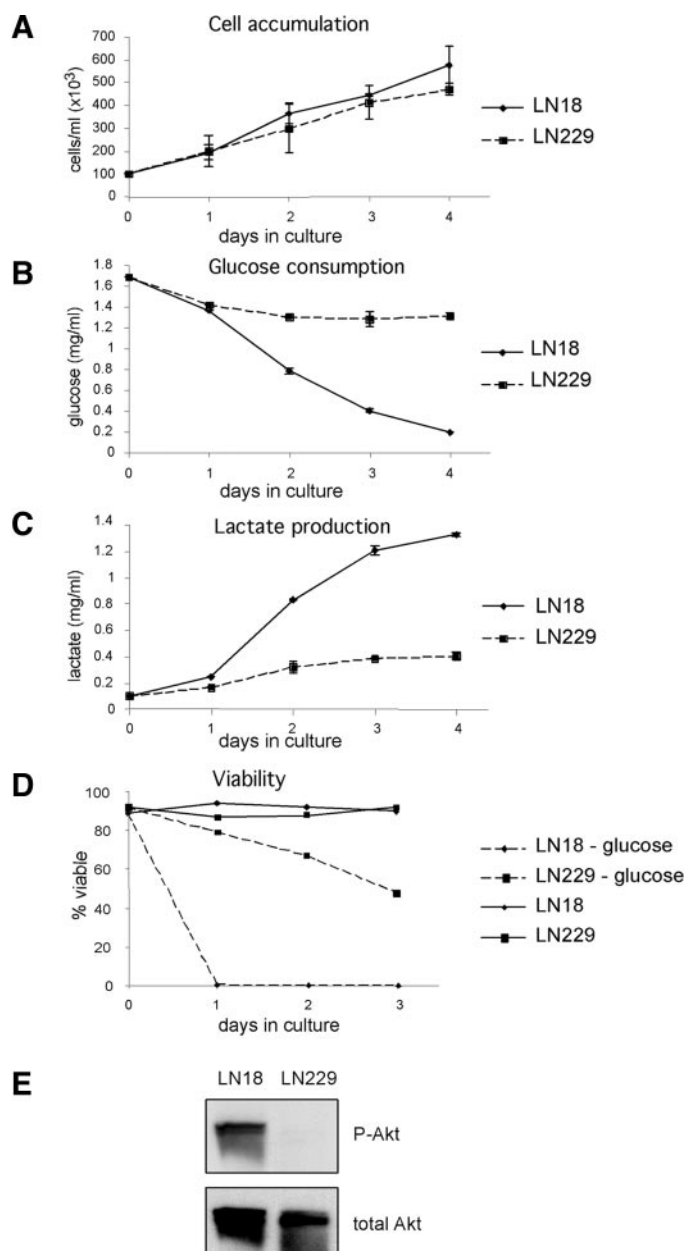 A
Cell accumulation
cells/ml (x10³)
700
600
500
400
300
200
100
0
0 1 2 3 4
days in culture
LN18
LN229
B
Glucose consumption
glucose (mg/ml)
1.8
1.6
1.4
1.2
1
0.8
0.6
0.4
0.2
0
0 1 2 3 4
days in culture
LN18
LN229
C
Lactate production
lactate (mg/ml)
1.4
1.2
1
0.8
0.6
0.4
0.2
0
0 1 2 3 4
days in culture
LN18
LN229
D
Viability
% viable
100
80
60
40
20
0
0 1 2 3
days in culture
LN18 - glucose
LN229 - glucose
LN18
LN229
E
LN18 LN229
P-Akt
total Akt